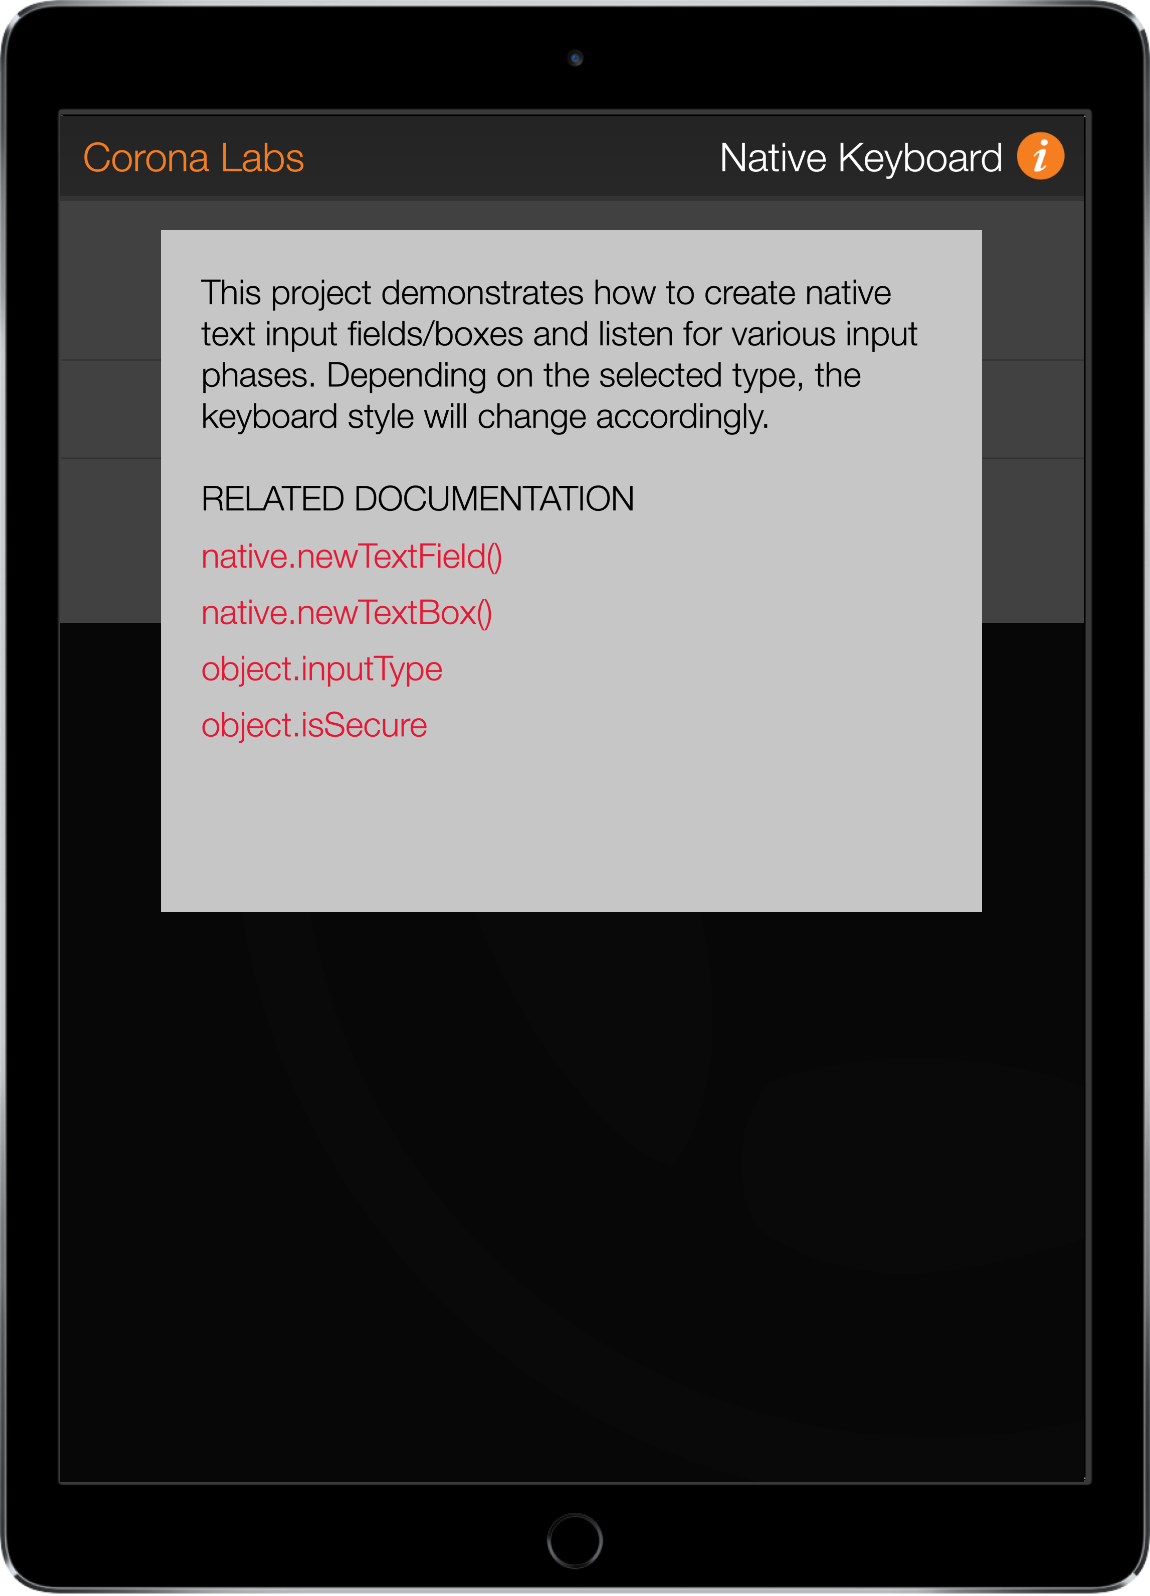 Corona Labs
Native Keyboard i
This project demonstrates how to create native
text input fields/boxes and listen for various input
phases. Depending on the selected type, the
keyboard style will change accordingly.
RELATED DOCUMENTATION
native.newTextField()
native.newTextBox()
object.inputType
object.isSecure